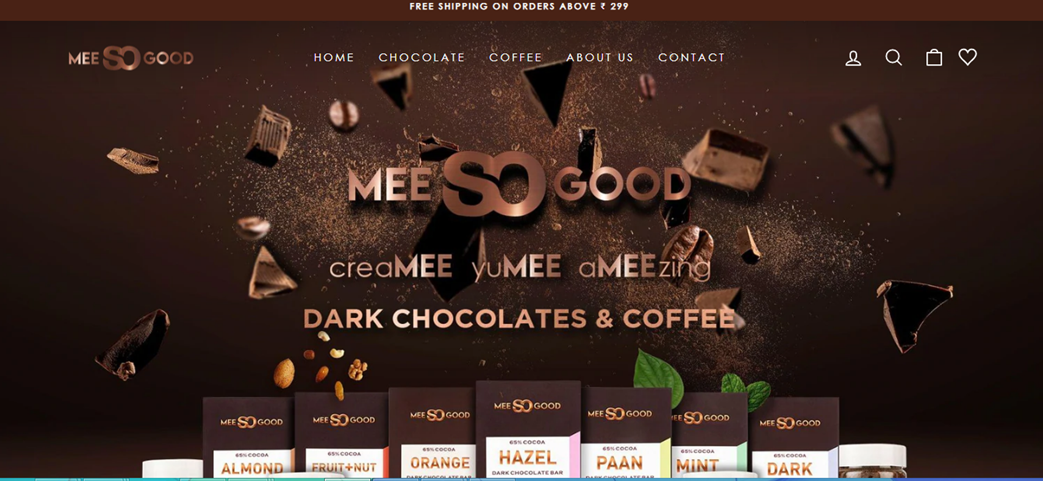 FREE SHIPPING ON ORDERS ABOVE ₹ 299
MEE SO GOOD
HOME CHOCOLATE COFFEE ABOUT US CONTACT
MEE SO GOOD
creaMEE yuMEE aMEEzing
DARK CHOCOLATES & COFFEE
MEE SO GOOD
65% COCOA
ALMOND
MEE SO GOOD
65% COCOA
FRUIT+NUT
MEE SO GOOD
65% COCOA
ORANGE
DARK CHOCOLATE BAR
MEE SO GOOD
65% COCOA
HAZEL
DARK CHOCOLATE BAR
MEE SO GOOD
65% COCOA
PAAN
DARK CHOCOLATE BAR
SO GOOD
65% COCOA
MINT
MEE SO GOOD
65% COCOA
DARK